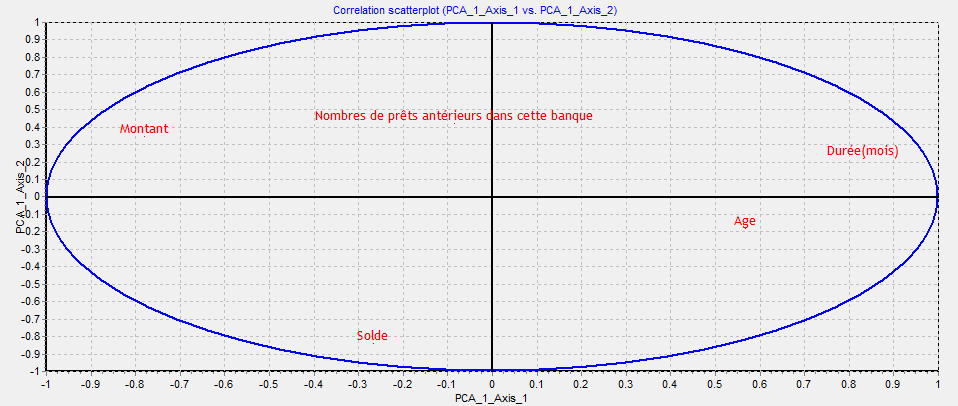 Correlation scatterplot (PCA_1_Axis_1 vs. PCA_1_Axis_2)
1
0.9
0.8
0.7
0.6
0.5
0.4
0.3
0.2
0.1
0
-0.1
-0.2
-0.3
-0.4
-0.5
-0.6
-0.7
-0.8
-0.9
-1
PCA_1_Axis_2
Nombres de prêts antérieurs dans cette banque
Montant
Durée(mois)
Age
Solde
-1 -0.9 -0.8 -0.7 -0.6 -0.5 -0.4 -0.3 -0.2 -0.1 0 0.1 0.2 0.3 0.4 0.5 0.6 0.7 0.8 0.9 1
PCA_1_Axis_1